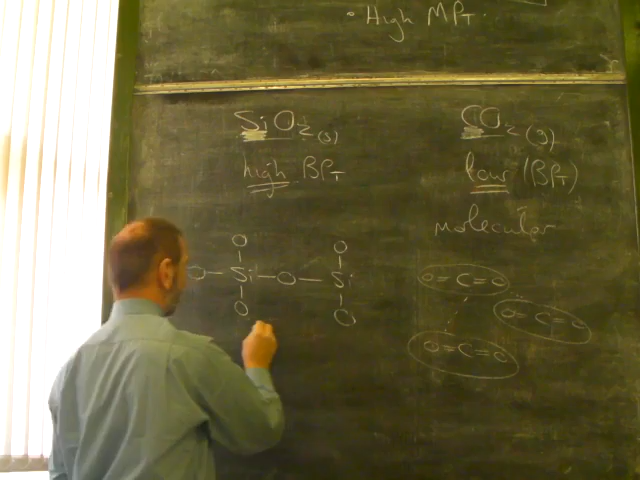 • High MPT.
SiO2(s)
CO2(s)
high BPT
low (BPT)
molecular
O O
O-Si-O-Si
O O
O=C=O
O=C=O
O=C=O